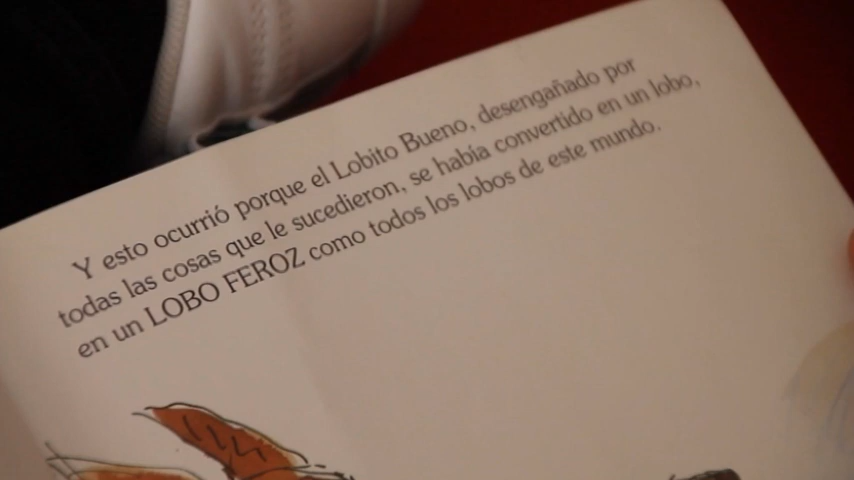 Y esto ocurrió porque el Lobito Bueno, desengañado por
todas las cosas que le sucedieron, se había convertido en un lobo,
en un LOBO FEROZ como todos los lobos de este mundo.